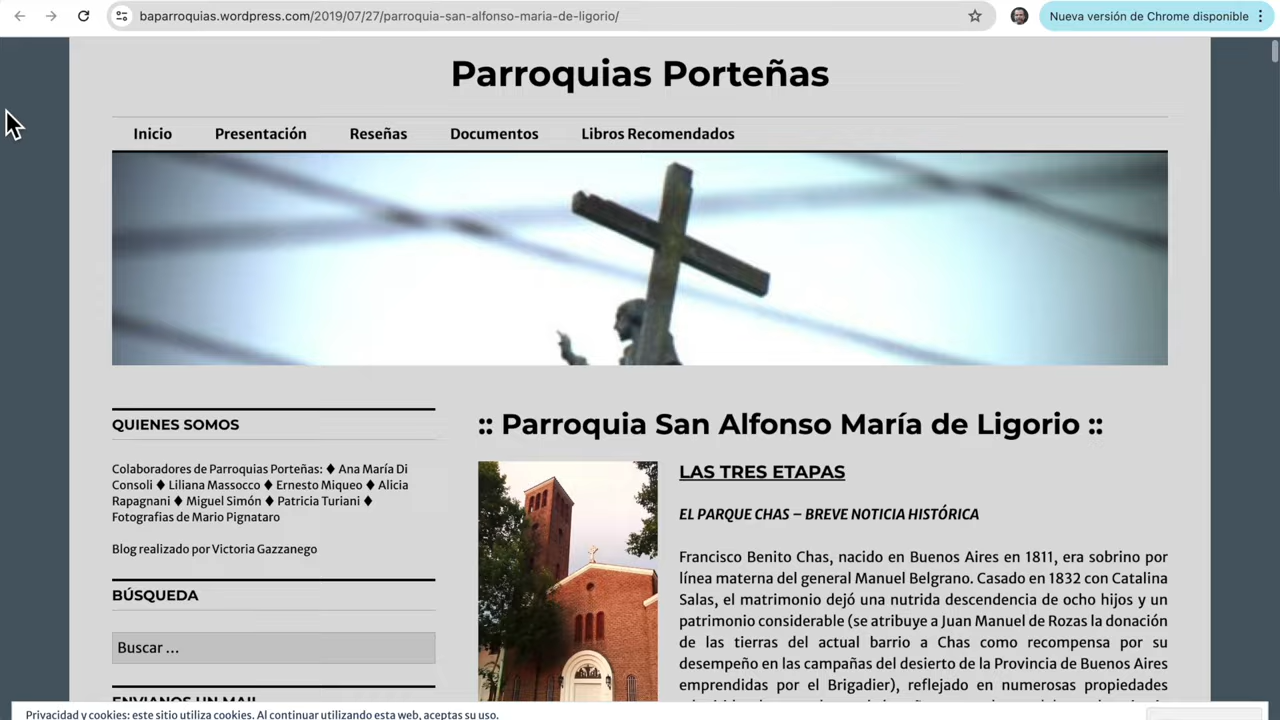 baparroquias.wordpress.com/2019/07/27/parroquia-san-alfonso-maria-de-ligorio/
Nueva versión de Chrome disponible
Parroquias Porteñas
Inicio Presentación Reseñas Documentos Libros Recomendados
QUIENES SOMOS
Colaboradores de Parroquias Porteñas: ♦ Ana María Di
Consoli ♦ Liliana Massocco ♦ Ernesto Miqueo ♦ Alicia
Rapagnani ♦ Miguel Simón ♦ Patricia Turiani ♦
Fotografias de Mario Pignataro
Blog realizado por Victoria Gazzanego
BÚSQUEDA
Buscar …
ENVIANOS UN MAIL
:: Parroquia San Alfonso María de Ligorio ::
LAS TRES ETAPAS
EL PARQUE CHAS – BREVE NOTICIA HISTÓRICA
Francisco Benito Chas, nacido en Buenos Aires en 1811, era sobrino por
línea materna del general Manuel Belgrano. Casado en 1832 con Catalina
Salas, el matrimonio dejó una nutrida descendencia de ocho hijos y un
patrimonio considerable (se atribuye a Juan Manuel de Rozas la donación
de las tierras del actual barrio a Chas como recompensa por su
desempeño en las campañas del desierto de la Provincia de Buenos Aires
emprendidas por el Brigadier), reflejado en numerosas propiedades
Privacidad y cookies: este sitio utiliza cookies. Al continuar utilizando esta web, aceptas su uso.